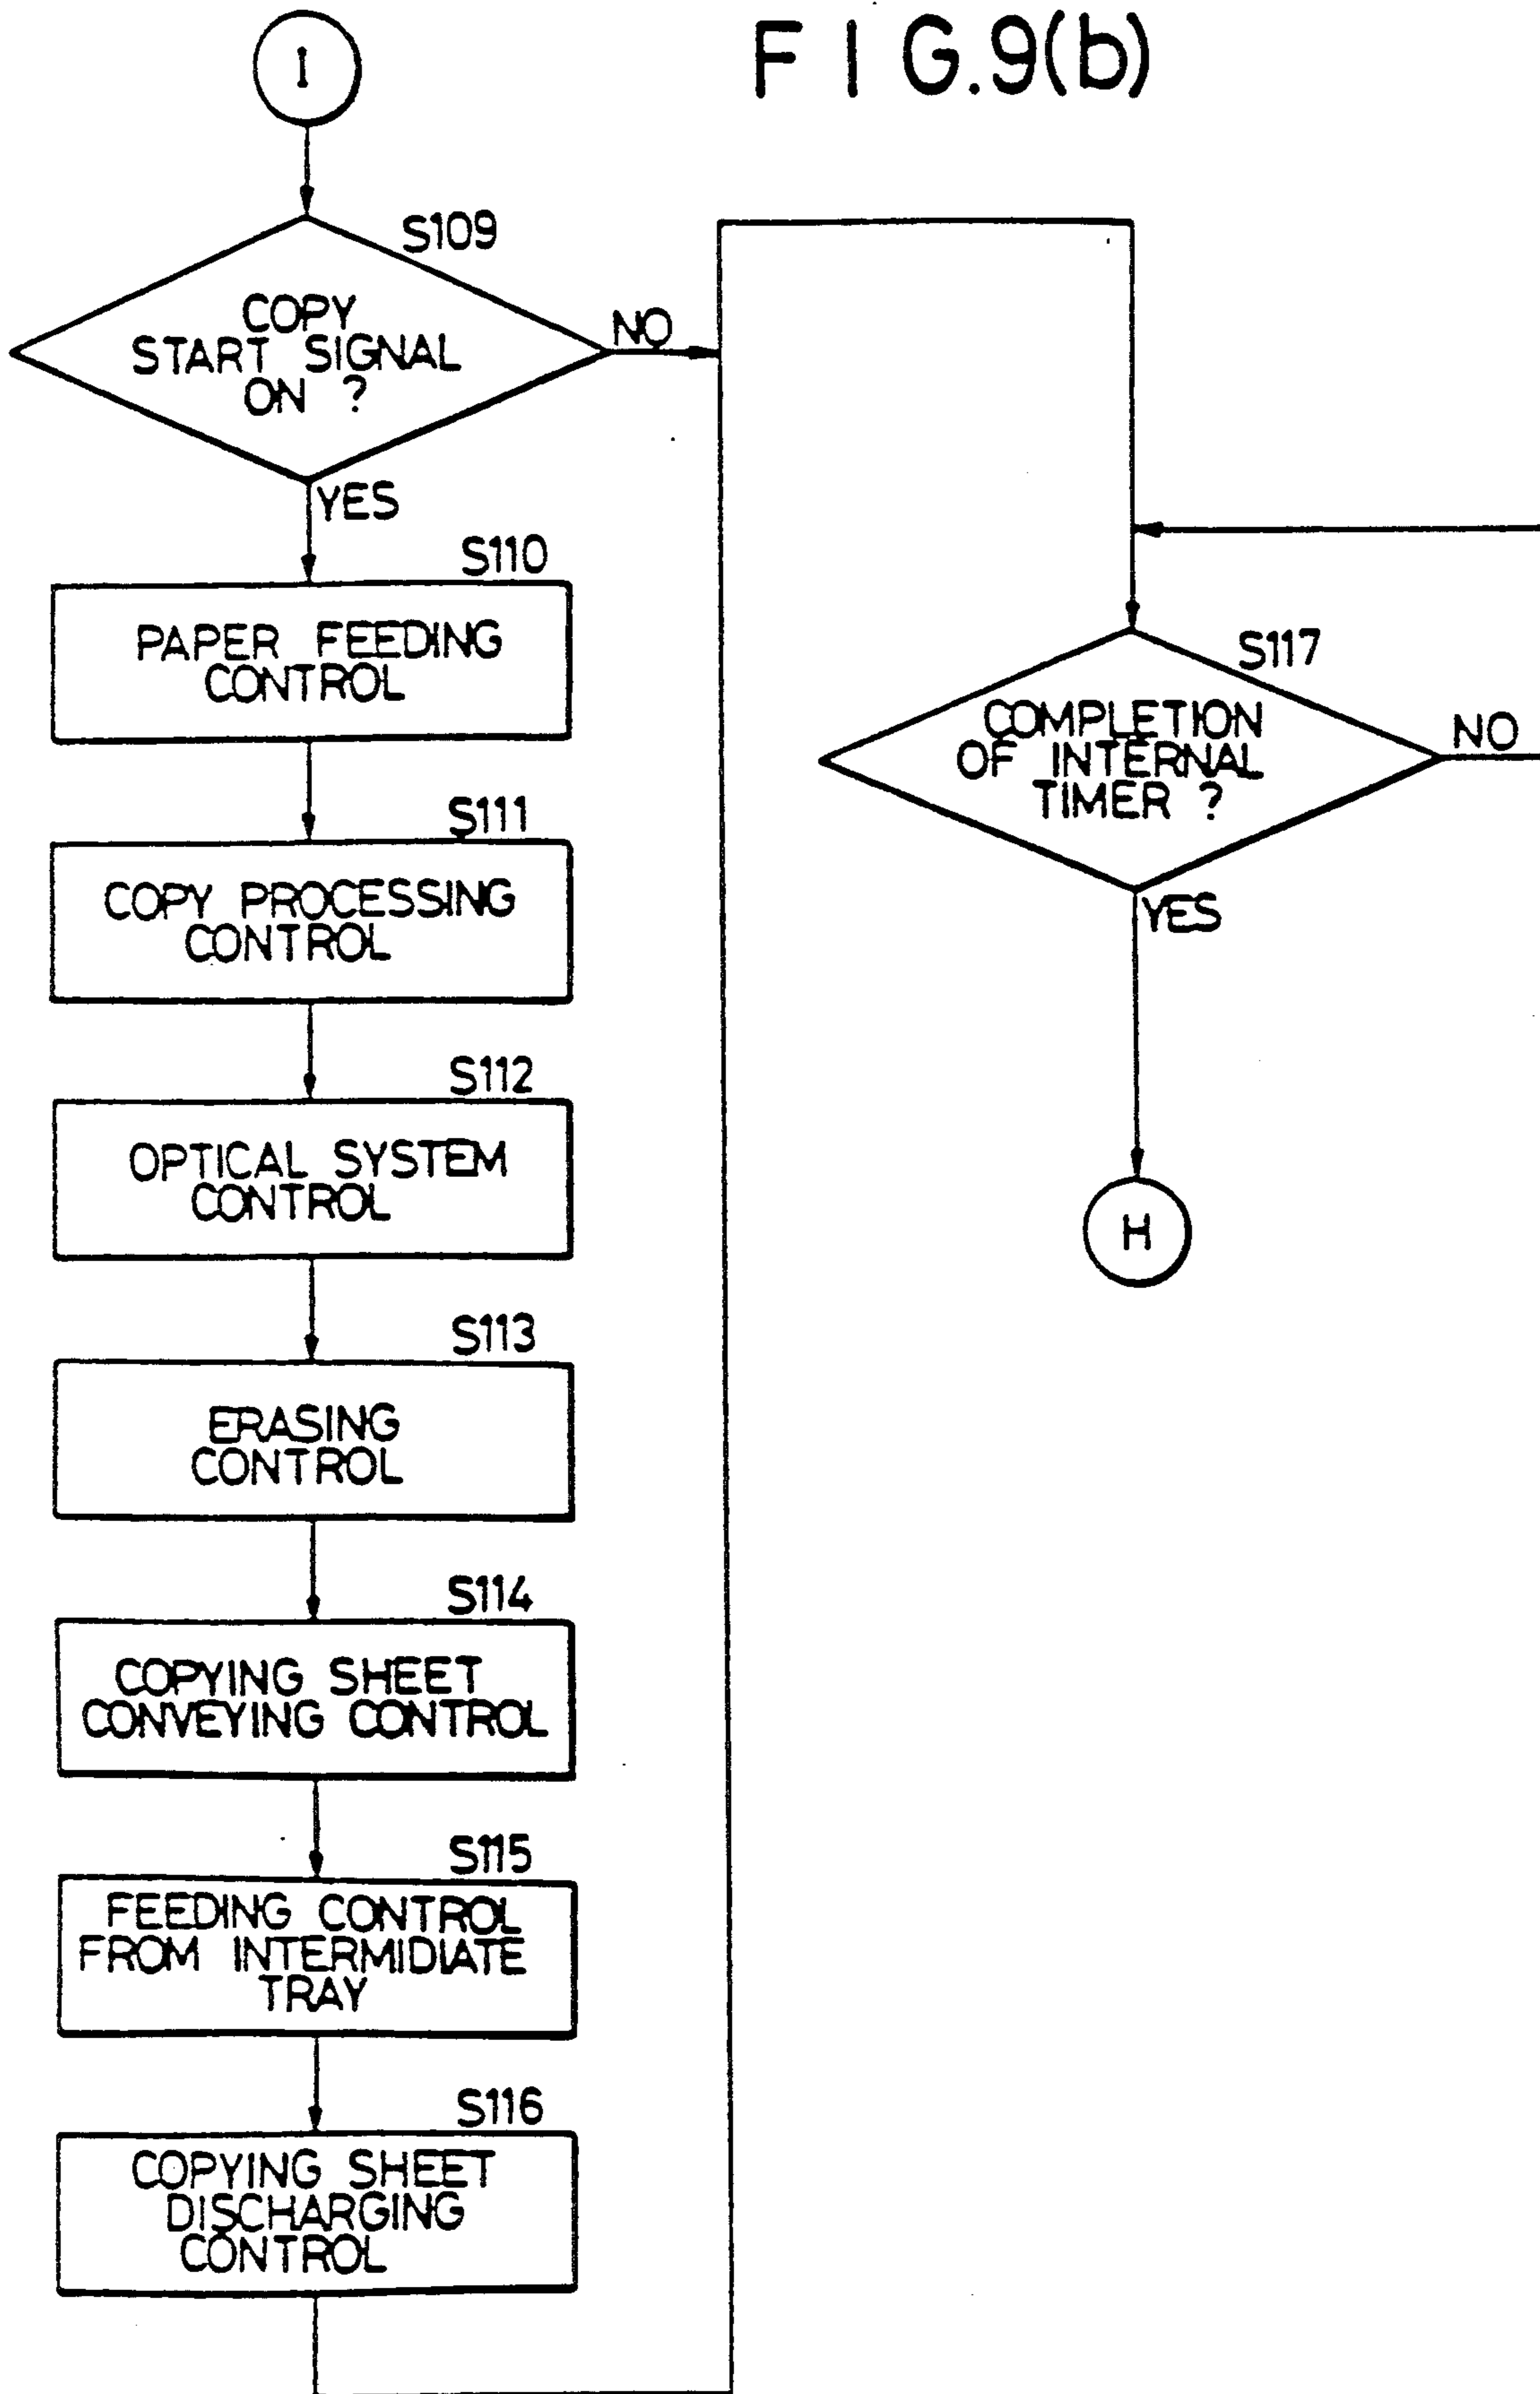 F I G.9(b)
I
S109
COPY
START SIGNAL
ON ?
NO
YES
S110
PAPER FEEDING
CONTROL
S111
COPY PROCESSING
CONTROL
S112
OPTICAL SYSTEM
CONTROL
S113
ERASING
CONTROL
S114
COPYING SHEET
CONVEYING CONTROL
S115
FEEDING CONTROL
FROM INTERMIDIATE
TRAY
S116
COPYING SHEET
DISCHARGING
CONTROL
S117
COMPLETION
OF INTERNAL
TIMER ?
NO
YES
H